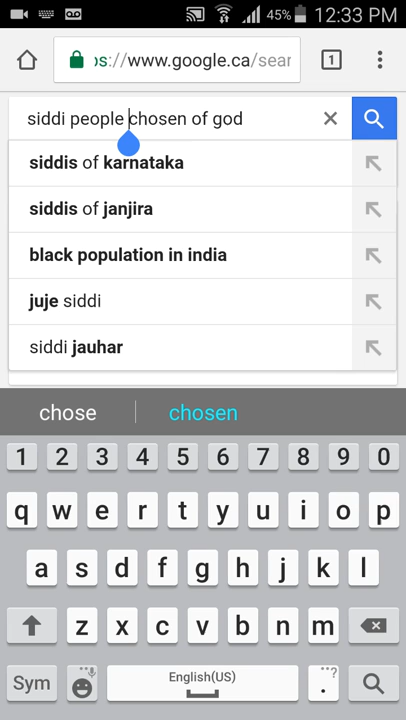 45% 12:33 PM
os://www.google.ca/sear 1
siddi people chosen of god
siddis of karnataka
siddis of janjira
black population in india
juje siddi
siddi jauhar
chose chosen
1 2 3 4 5 6 7 8 9 0
q w e r t y u i o p
a s d f g h j k l
z x c v b n m
Sym English(US) . ...?